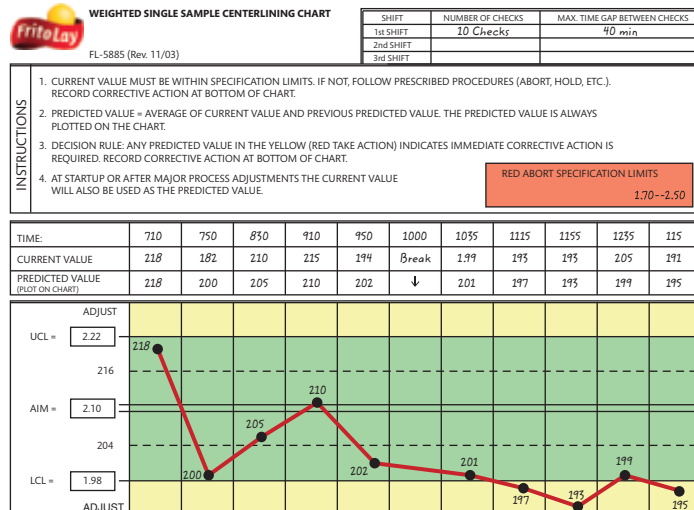 Frito Lay
WEIGHTED SINGLE SAMPLE CENTERLINING CHART
FL-5885 (Rev. 11/03)
SHIFT NUMBER OF CHECKS MAX. TIME GAP BETWEEN CHECKS
1st SHIFT 10 Checks 40 min
2nd SHIFT
3rd SHIFT
INSTRUCTIONS
1. CURRENT VALUE MUST BE WITHIN SPECIFICATION LIMITS. IF NOT, FOLLOW PRESCRIBED PROCEDURES (ABORT, HOLD, ETC.).
RECORD CORRECTIVE ACTION AT BOTTOM OF CHART.
2. PREDICTED VALUE = AVERAGE OF CURRENT VALUE AND PREVIOUS PREDICTED VALUE. THE PREDICTED VALUE IS ALWAYS
PLOTTED ON THE CHART.
3. DECISION RULE: ANY PREDICTED VALUE IN THE YELLOW (RED TAKE ACTION) INDICATES IMMEDIATE CORRECTIVE ACTION IS
REQUIRED. RECORD CORRECTIVE ACTION AT BOTTOM OF CHART.
4. AT STARTUP OR AFTER MAJOR PROCESS ADJUSTMENTS THE CURRENT VALUE
WILL ALSO BE USED AS THE PREDICTED VALUE.
RED ABORT SPECIFICATION LIMITS
1.70--2.50
TIME: 710 750 830 910 950 1000 1035 1115 1155 1235 115
CURRENT VALUE 218 182 210 215 194 Break 1.99 193 193 205 191
PREDICTED VALUE 218 200 205 210 202 ↓ 201 197 193 199 195
(PLOT ON CHART)
ADJUST
UCL = 2.22
218
216
210
AIM = 2.10
205
204
202
201
199
200
LCL = 1.98
197
193
195
ADJUST